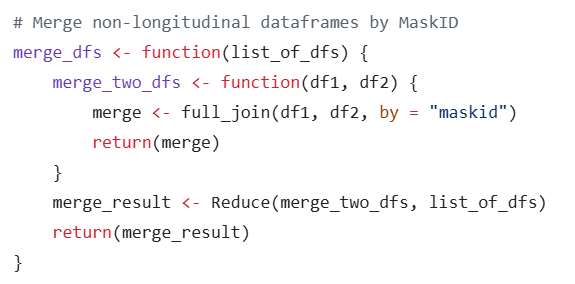 # Merge non-longitudinal dataframes by MaskID
merge_dfs <- function(list_of_dfs) {
    merge_two_dfs <- function(df1, df2) {
        merge <- full_join(df1, df2, by = "maskid")
        return(merge)
    }
    merge_result <- Reduce(merge_two_dfs, list_of_dfs)
    return(merge_result)
}